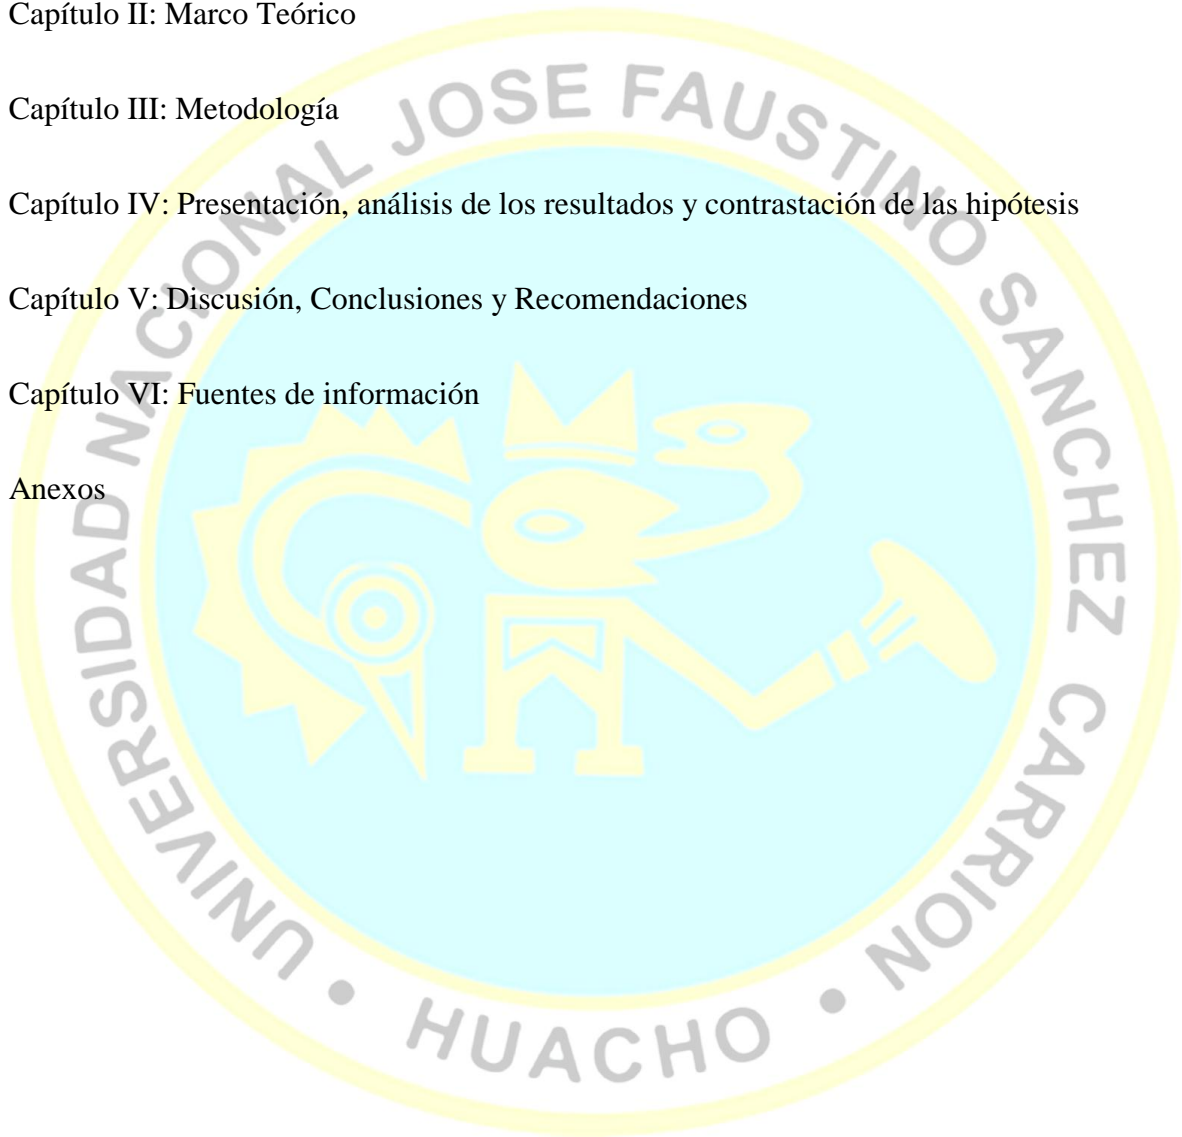 Capítulo II: Marco Teórico
Capítulo III: Metodología
Capítulo IV: Presentación, análisis de los resultados y contrastación de las hipótesis
Capítulo V: Discusión, Conclusiones y Recomendaciones
Capítulo VI: Fuentes de información
Anexos
UNIVERSIDAD NACIONAL JOSE FAUSTINO SANCHEZ CARRION • HUACHO •